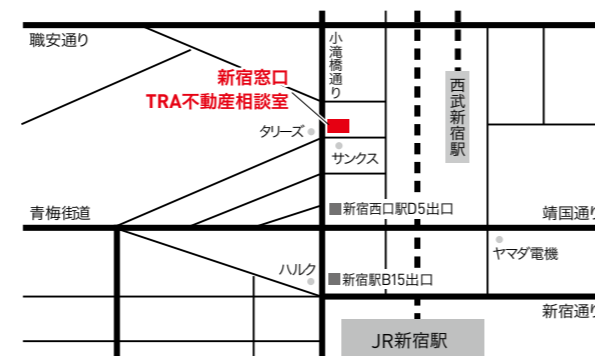 職安通り
小滝橋通り
新宿窓口
TRA不動産相談室
西武新宿駅
タリーズ
サンクス
青梅街道
新宿西口駅D5出口
靖国通り
ヤマダ電機
ハルク
新宿駅B15出口
新宿通り
JR新宿駅